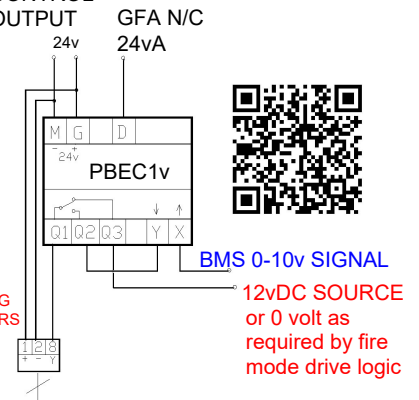 OUTPUT
GFA N/C
24v
24vA
M G D
- +
24v
PBEC1v
Q1 Q2 Q3 Y X
BMS 0-10v SIGNAL
12vDC SOURCE
or 0 volt as
required by fire
mode drive logic
G
RS
1 2 8
+ - Y